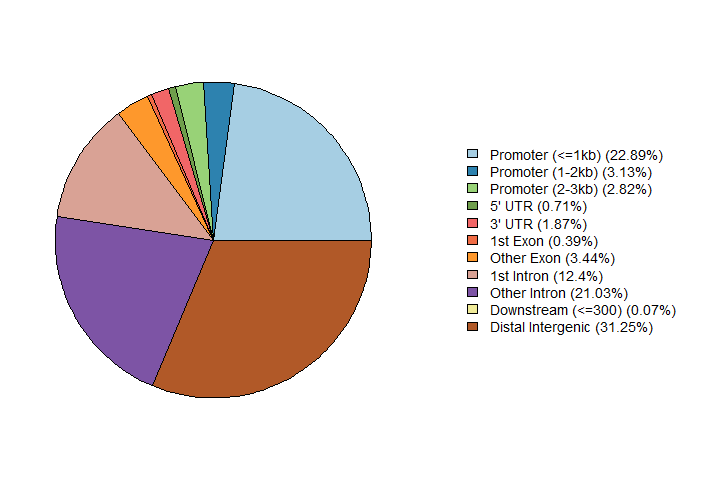 Promoter (<=1kb) (22.89%)
Promoter (1-2kb) (3.13%)
Promoter (2-3kb) (2.82%)
5' UTR (0.71%)
3' UTR (1.87%)
1st Exon (0.39%)
Other Exon (3.44%)
1st Intron (12.4%)
Other Intron (21.03%)
Downstream (<=300) (0.07%)
Distal Intergenic (31.25%)